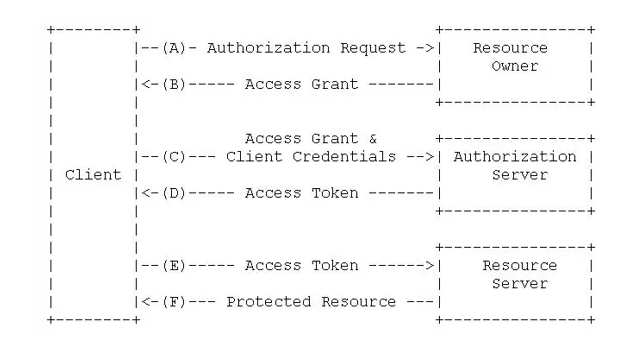 (A) Authorization Request
Resource
Owner
(B) Access Grant
Access Grant &
(C) Client Credentials
Authorization
Server
Client
(D) Access Token
(E) Access Token
Resource
Server
(F) Protected Resource